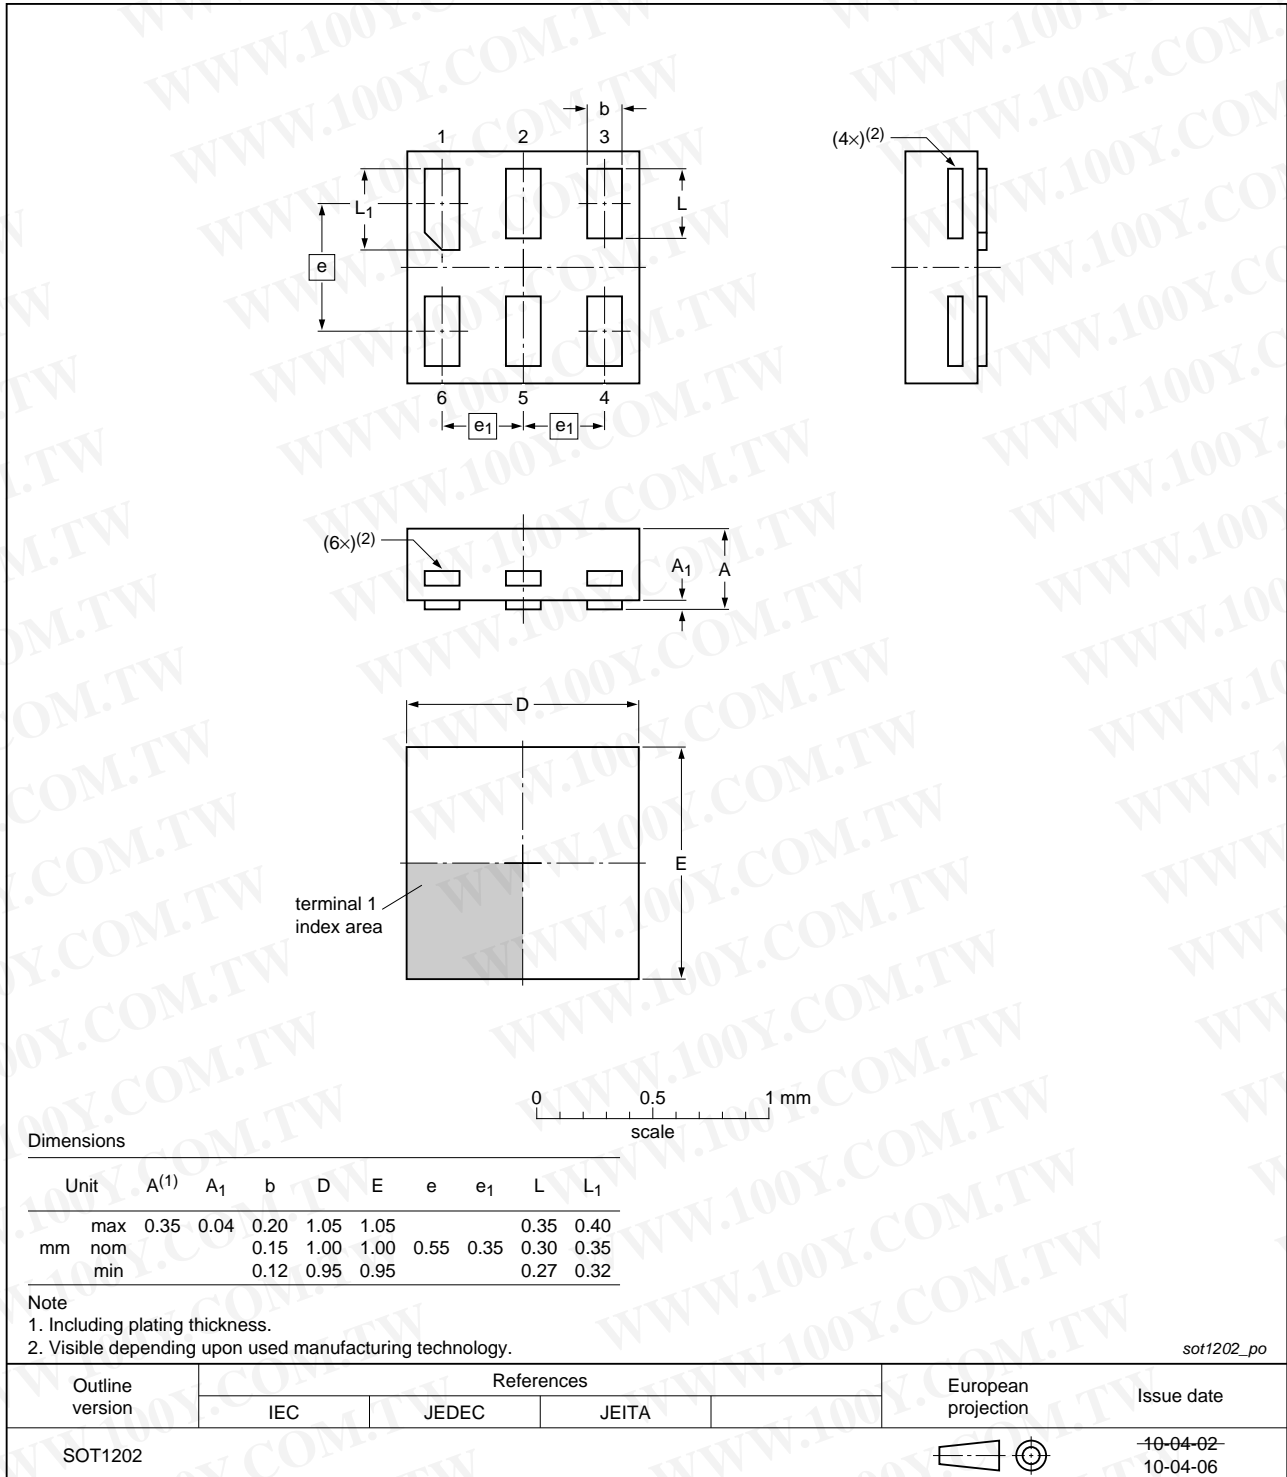 b
1 2 3
(4×)(2)
L1
L
e
6 5 4
e1 e1
(6×)(2)
A1 A
D
E
terminal 1
index area
0 0.5 1 mm
scale
Dimensions
Unit A(1) A1 b D E e e1 L L1
max 0.35 0.04 0.20 1.05 1.05 0.35 0.40
mm nom 0.15 1.00 1.00 0.55 0.35 0.30 0.35
min 0.12 0.95 0.95 0.27 0.32
Note
1. Including plating thickness.
2. Visible depending upon used manufacturing technology.
sot1202_po
Outline
version
References
IEC JEDEC JEITA
European
projection
Issue date
SOT1202
10-04-02
10-04-06
WWW.100Y.COM.TW